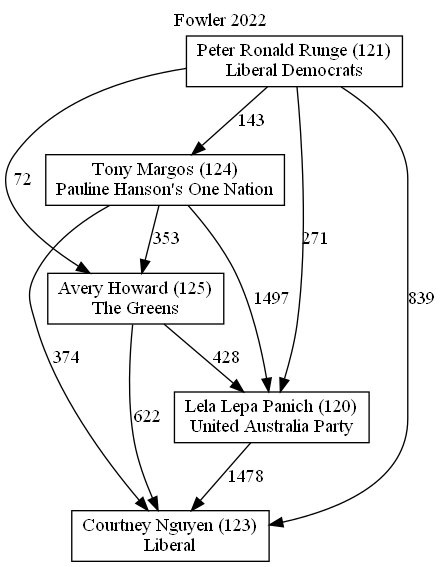 Fowler 2022
Peter Ronald Runge (121)
Liberal Democrats
143
Tony Margos (124)
Pauline Hanson's One Nation
72
353
271
Avery Howard (125)
The Greens
1497
839
374
428
Lela Lepa Panich (120)
United Australia Party
622
1478
Courtney Nguyen (123)
Liberal